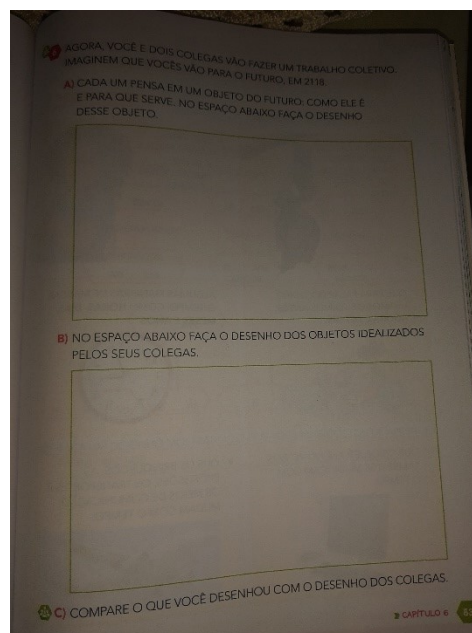 AGORA, VOCÊ E DOIS COLEGAS VÃO FAZER UM TRABALHO COLETIVO.
IMAGINEM QUE VOCÊS VÃO PARA O FUTURO, EM 2118.
A) CADA UM PENSA EM UM OBJETO DO FUTURO: COMO ELE É
E PARA QUE SERVE. NO ESPAÇO ABAIXO FAÇA O DESENHO
DESSE OBJETO.
B) NO ESPAÇO ABAIXO FAÇA O DESENHO DOS OBJETOS IDEALIZADOS
PELOS SEUS COLEGAS.
C) COMPARE O QUE VOCÊ DESENHOU COM O DESENHO DOS COLEGAS.
CAPÍTULO 6